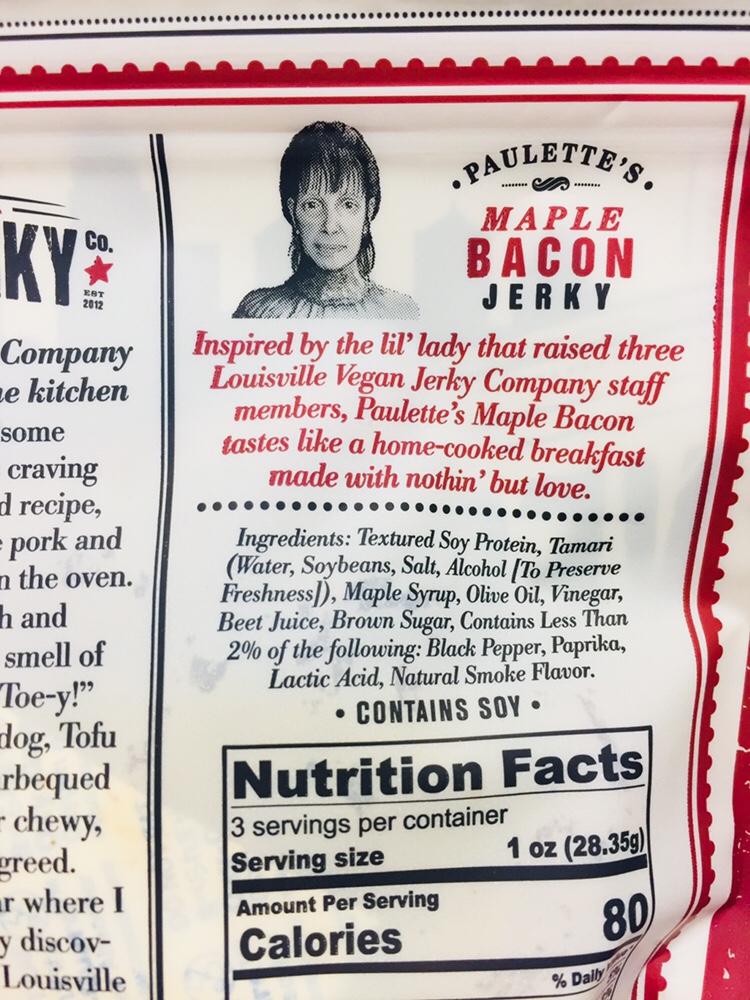 KY Co.
EST
2012
Company
e kitchen
some
craving
d recipe,
pork and
n the oven.
h and
smell of
Toe-y!”
dog, Tofu
rbequed
chewy,
greed.
where I
y discov-
Louisville
• PAULETTE'S •
MAPLE
BACON
JERKY
Inspired by the lil’ lady that raised three
Louisville Vegan Jerky Company staff
members, Paulette’s Maple Bacon
tastes like a home-cooked breakfast
made with nothin’ but love.
Ingredients: Textured Soy Protein, Tamari
(Water, Soybeans, Salt, Alcohol [To Preserve
Freshness]), Maple Syrup, Olive Oil, Vinegar,
Beet Juice, Brown Sugar, Contains Less Than
2% of the following: Black Pepper, Paprika,
Lactic Acid, Natural Smoke Flavor.
• CONTAINS SOY •
Nutrition Facts
3 servings per container
Serving size 1 oz (28.35g)
Amount Per Serving
Calories 80
% Daily